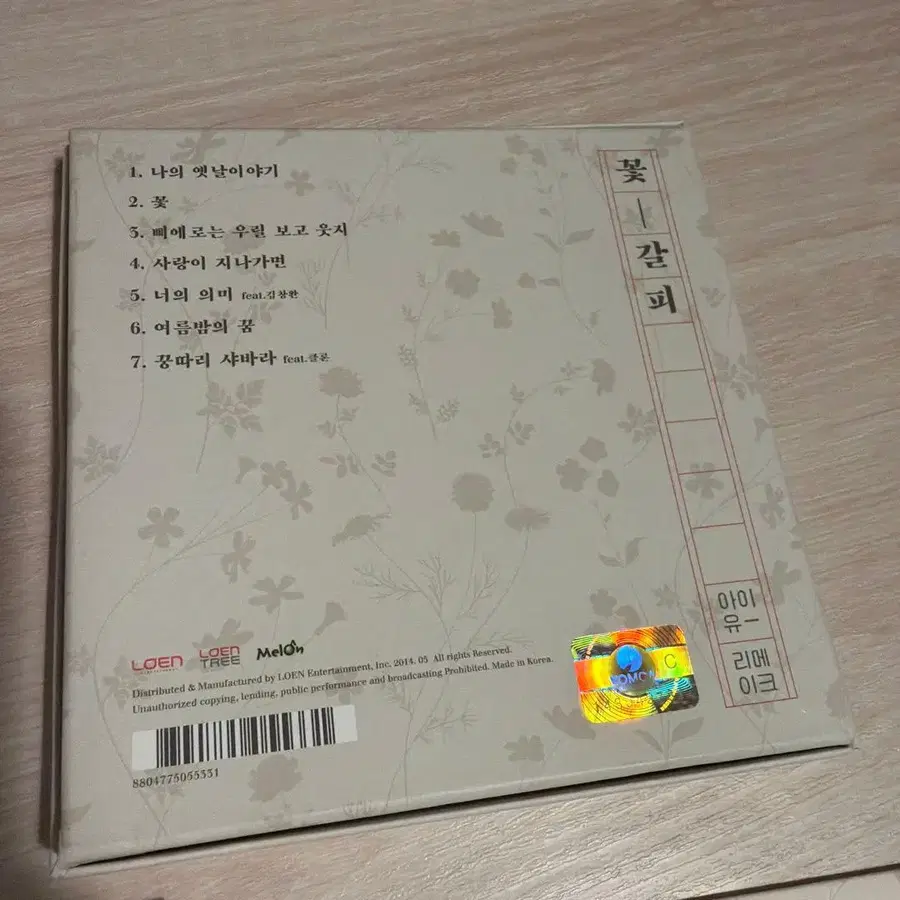 1. 나의 옛날이야기
2. 꽃
3. 삐에로는 우릴 보고 웃지
4. 사랑이 지나가면
5. 너의 의미 feat.김창완
6. 여름밤의 꿈
7. 꿍따리 샤바라 feat.클론
꽃
|
갈
피
아이
유―
리메
이크
LOEN
LOEN
TREE
Melon
Distributed & Manufactured by LOEN Entertainment, Inc. 2014. 05 All rights Reserved.
Unauthorized copying, lending, public performance and broadcasting Prohibited. Made in Korea.
8804775055331
KOMCA
C